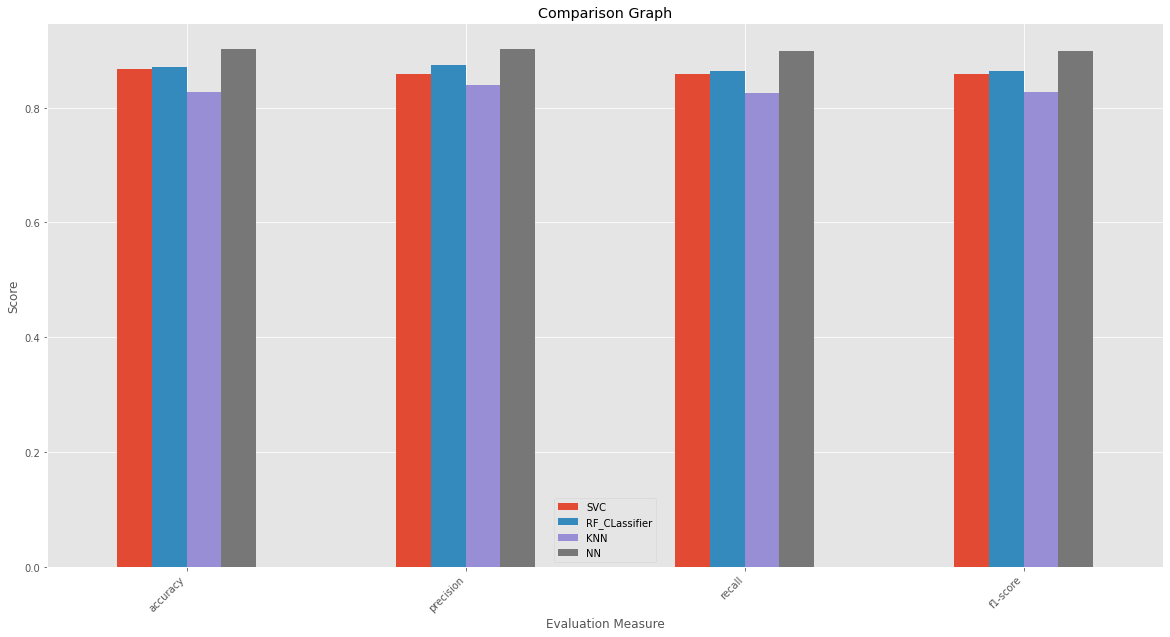 Comparison Graph
Score
0.8
0.6
0.4
0.2
0.0
SVC
RF_CLassifier
KNN
NN
accuracy
precision
recall
f1-score
Evaluation Measure